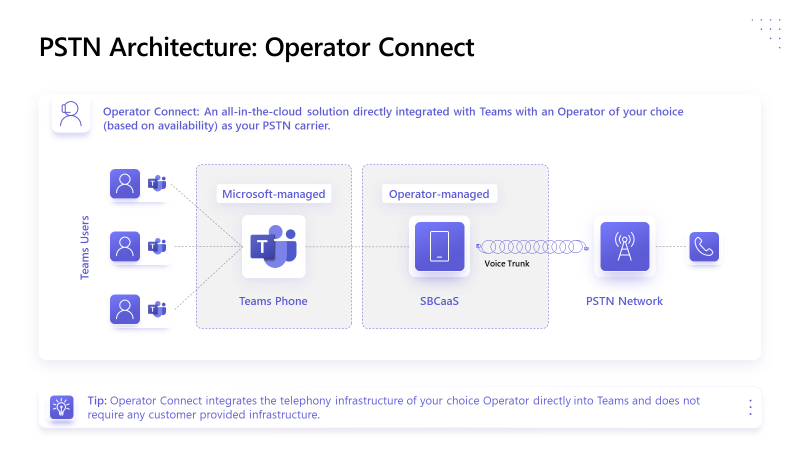 PSTN Architecture: Operator Connect
Operator Connect: An all-in-the-cloud solution directly integrated with Teams with an Operator of your choice
(based on availability) as your PSTN carrier.
Teams Users
T
T
T
Microsoft-managed
T
Teams Phone
Operator-managed
SBCaaS
Voice Trunk
PSTN Network
Tip: Operator Connect integrates the telephony infrastructure of your choice Operator directly into Teams and does not
require any customer provided infrastructure.